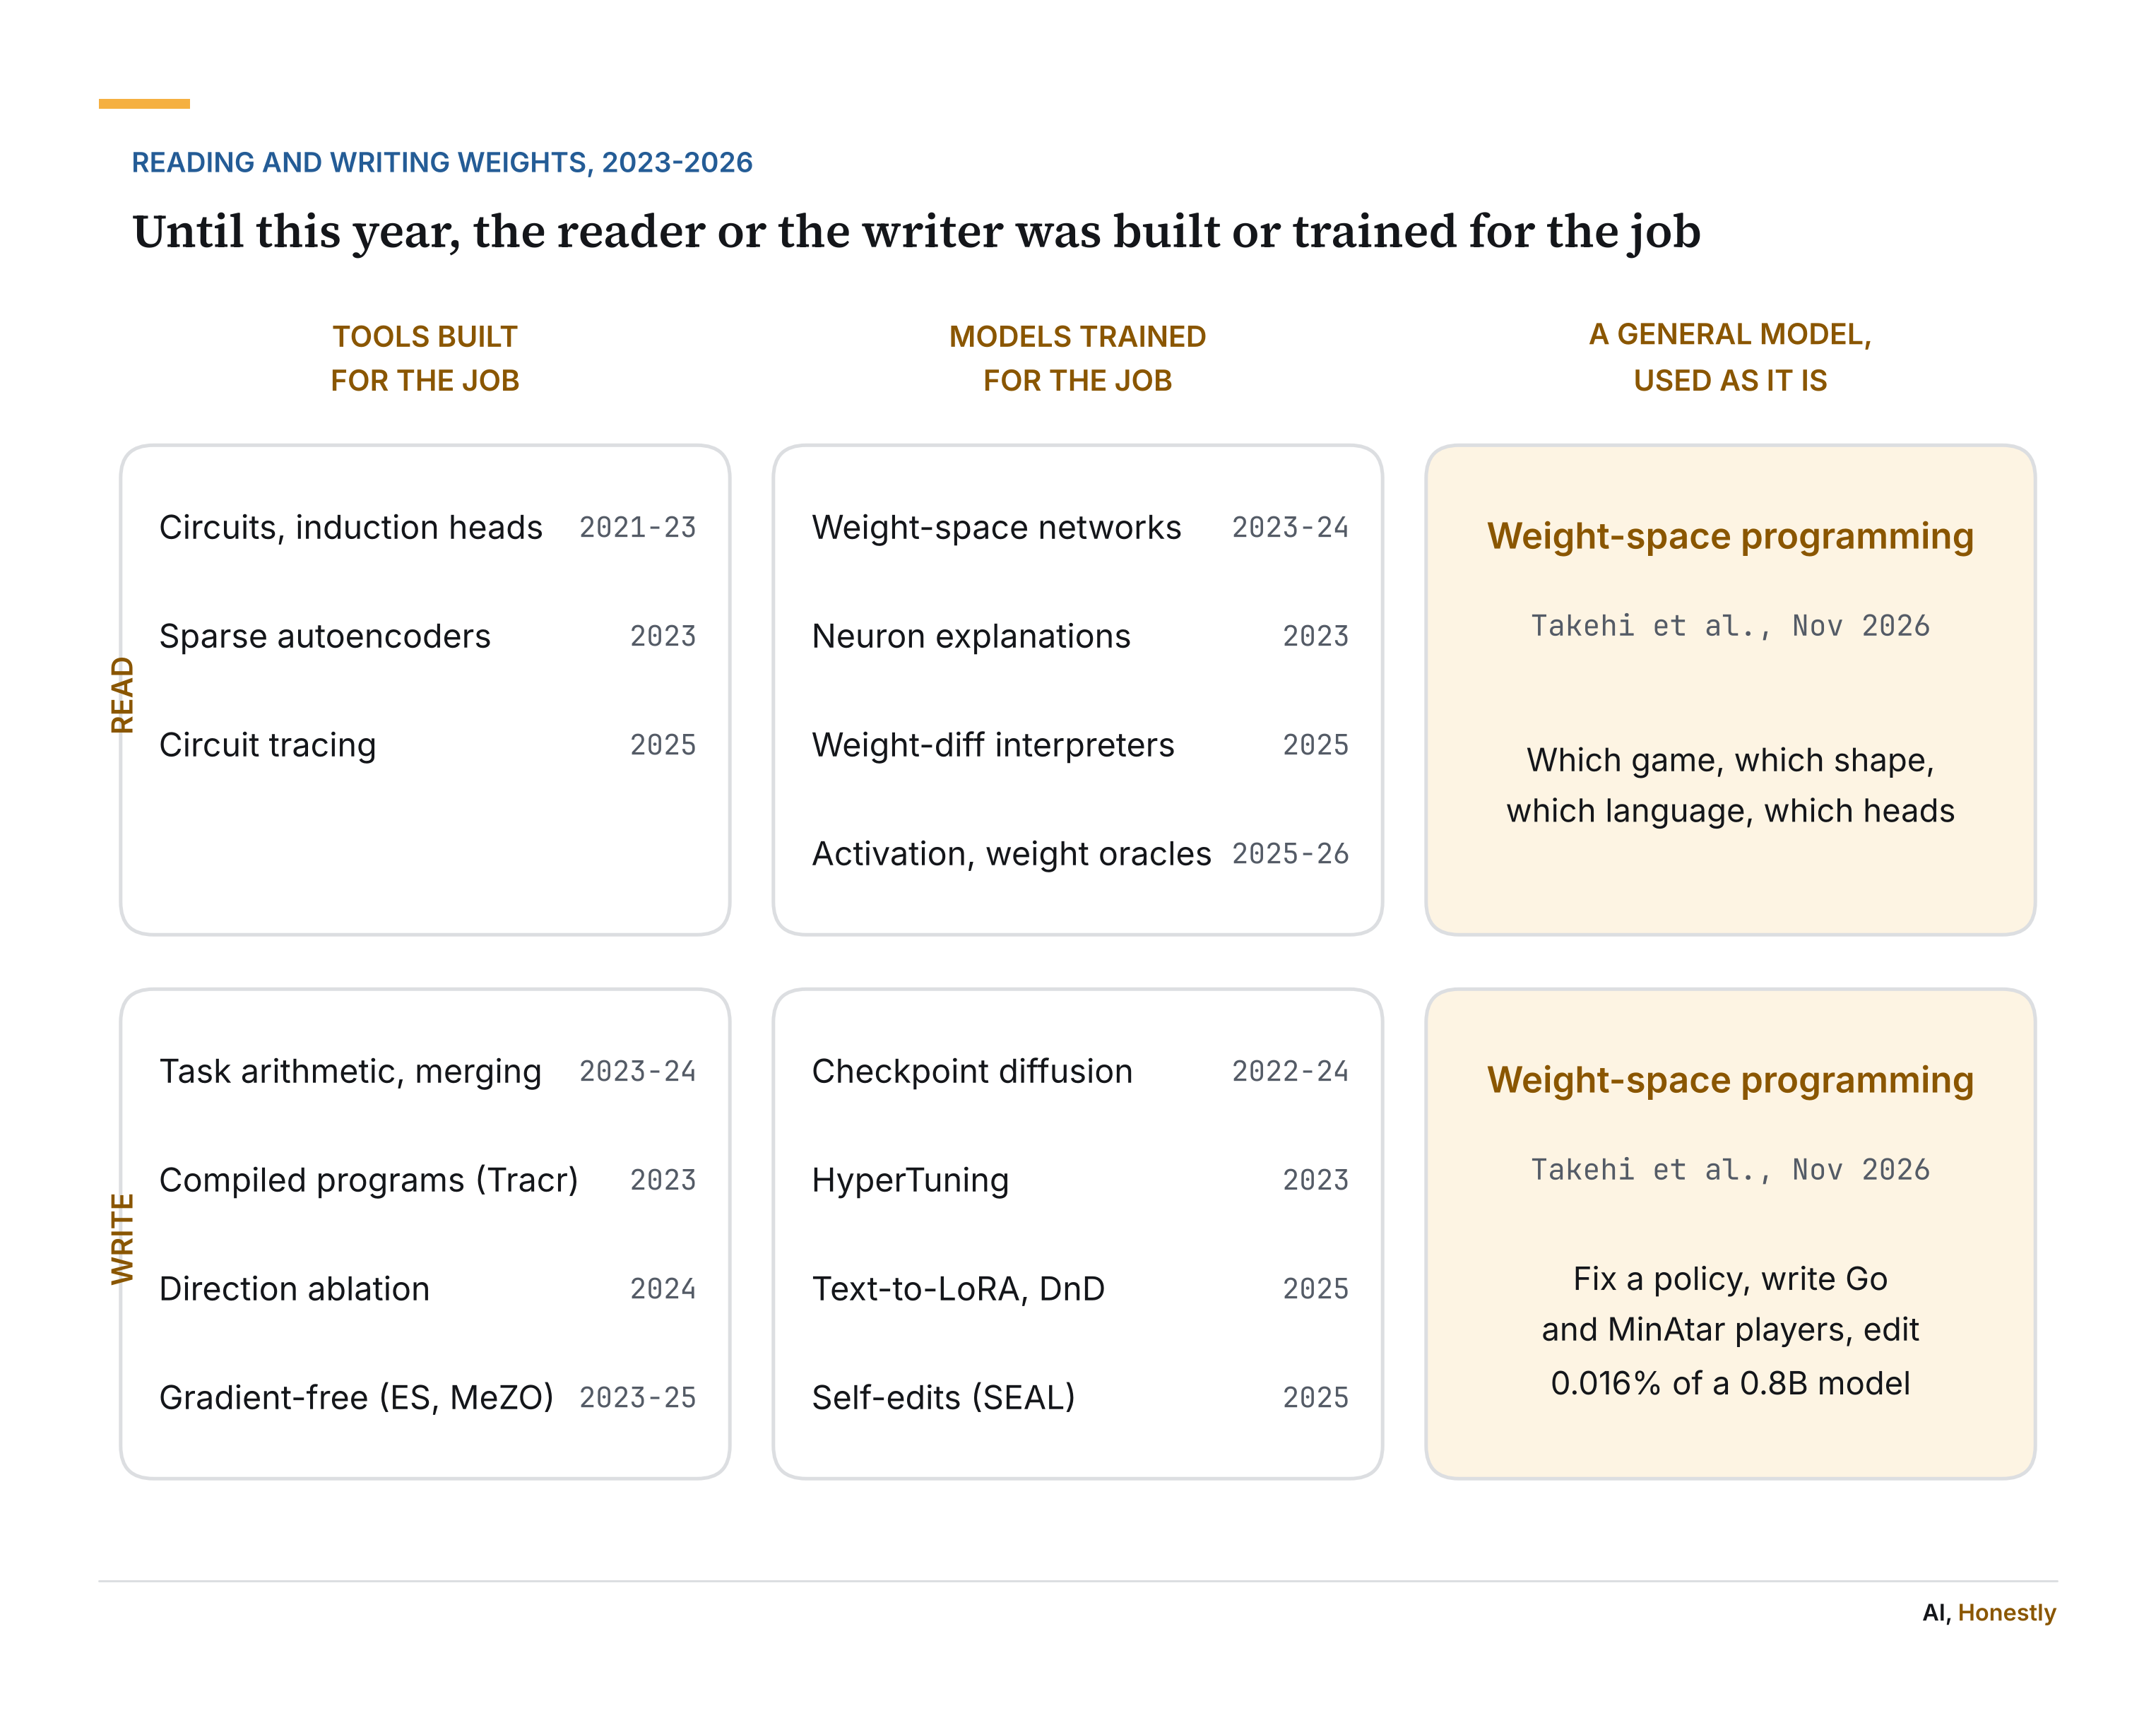 READING AND WRITING WEIGHTS, 2023-2026
Until this year, the reader or the writer was built or trained for the job
TOOLS BUILT
FOR THE JOB
MODELS TRAINED
FOR THE JOB
A GENERAL MODEL,
USED AS IT IS
READ
Circuits, induction heads 2021-23
Sparse autoencoders 2023
Circuit tracing 2025
Weight-space networks 2023-24
Neuron explanations 2023
Weight-diff interpreters 2025
Activation, weight oracles 2025-26
Weight-space programming
Takehi et al., Nov 2026
Which game, which shape,
which language, which heads
WRITE
Task arithmetic, merging 2023-24
Compiled programs (Tracr) 2023
Direction ablation 2024
Gradient-free (ES, MeZO) 2023-25
Checkpoint diffusion 2022-24
HyperTuning 2023
Text-to-LoRA, DnD 2025
Self-edits (SEAL) 2025
Weight-space programming
Takehi et al., Nov 2026
Fix a policy, write Go
and MinAtar players, edit
0.016% of a 0.8B model
AI, Honestly